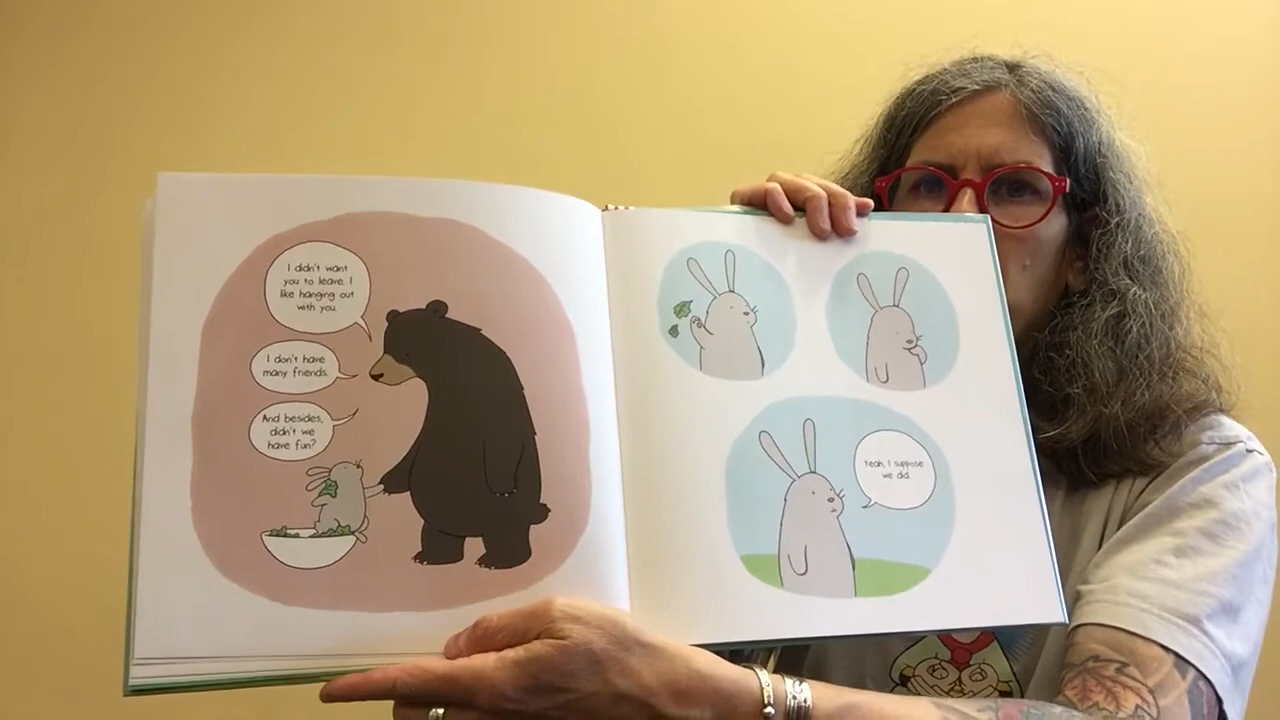 I didn't want
you to leave. I
like hanging out
with you.
I don't have
many friends.
And besides,
didn't we
have fun?
Yeah, I suppose
we did.